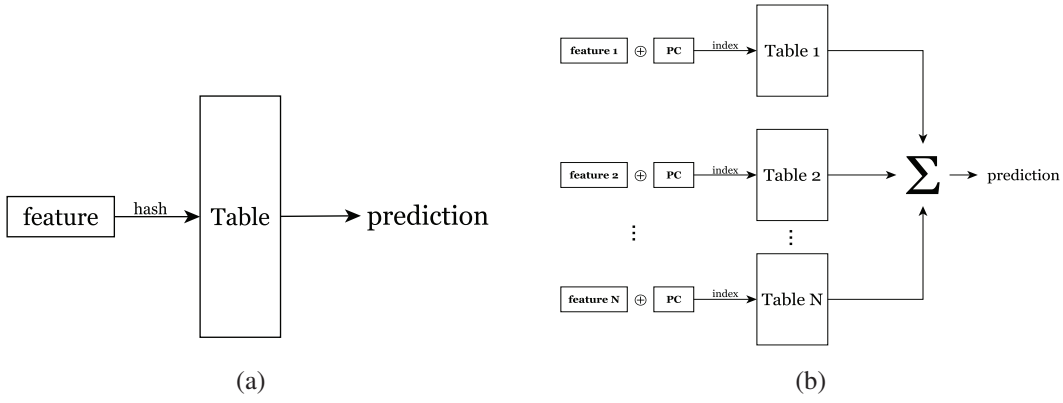 feature
hash
Table
prediction
(a)
feature 1 ⊕ PC index Table 1
feature 2 ⊕ PC index Table 2
Σ prediction
⋮ ⋮
feature N ⊕ PC index Table N
(b)